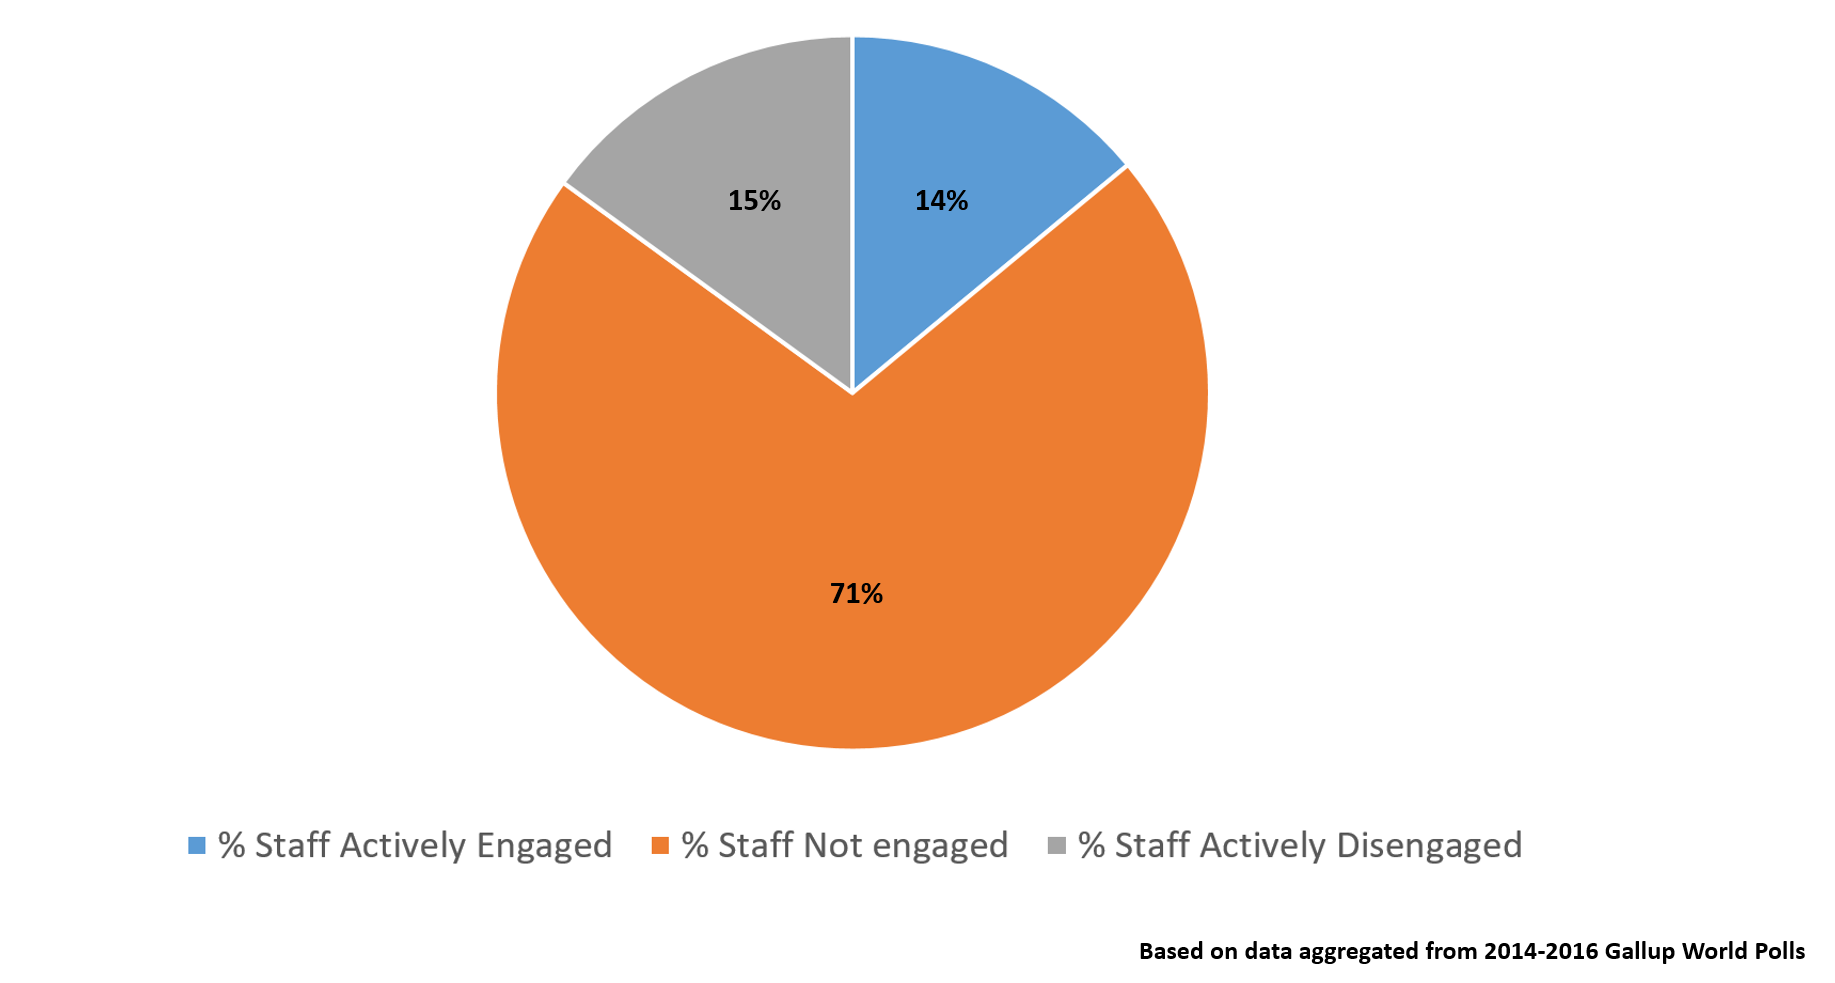 15%
14%
71%
% Staff Actively Engaged
% Staff Not engaged
% Staff Actively Disengaged
Based on data aggregated from 2014-2016 Gallup World Polls